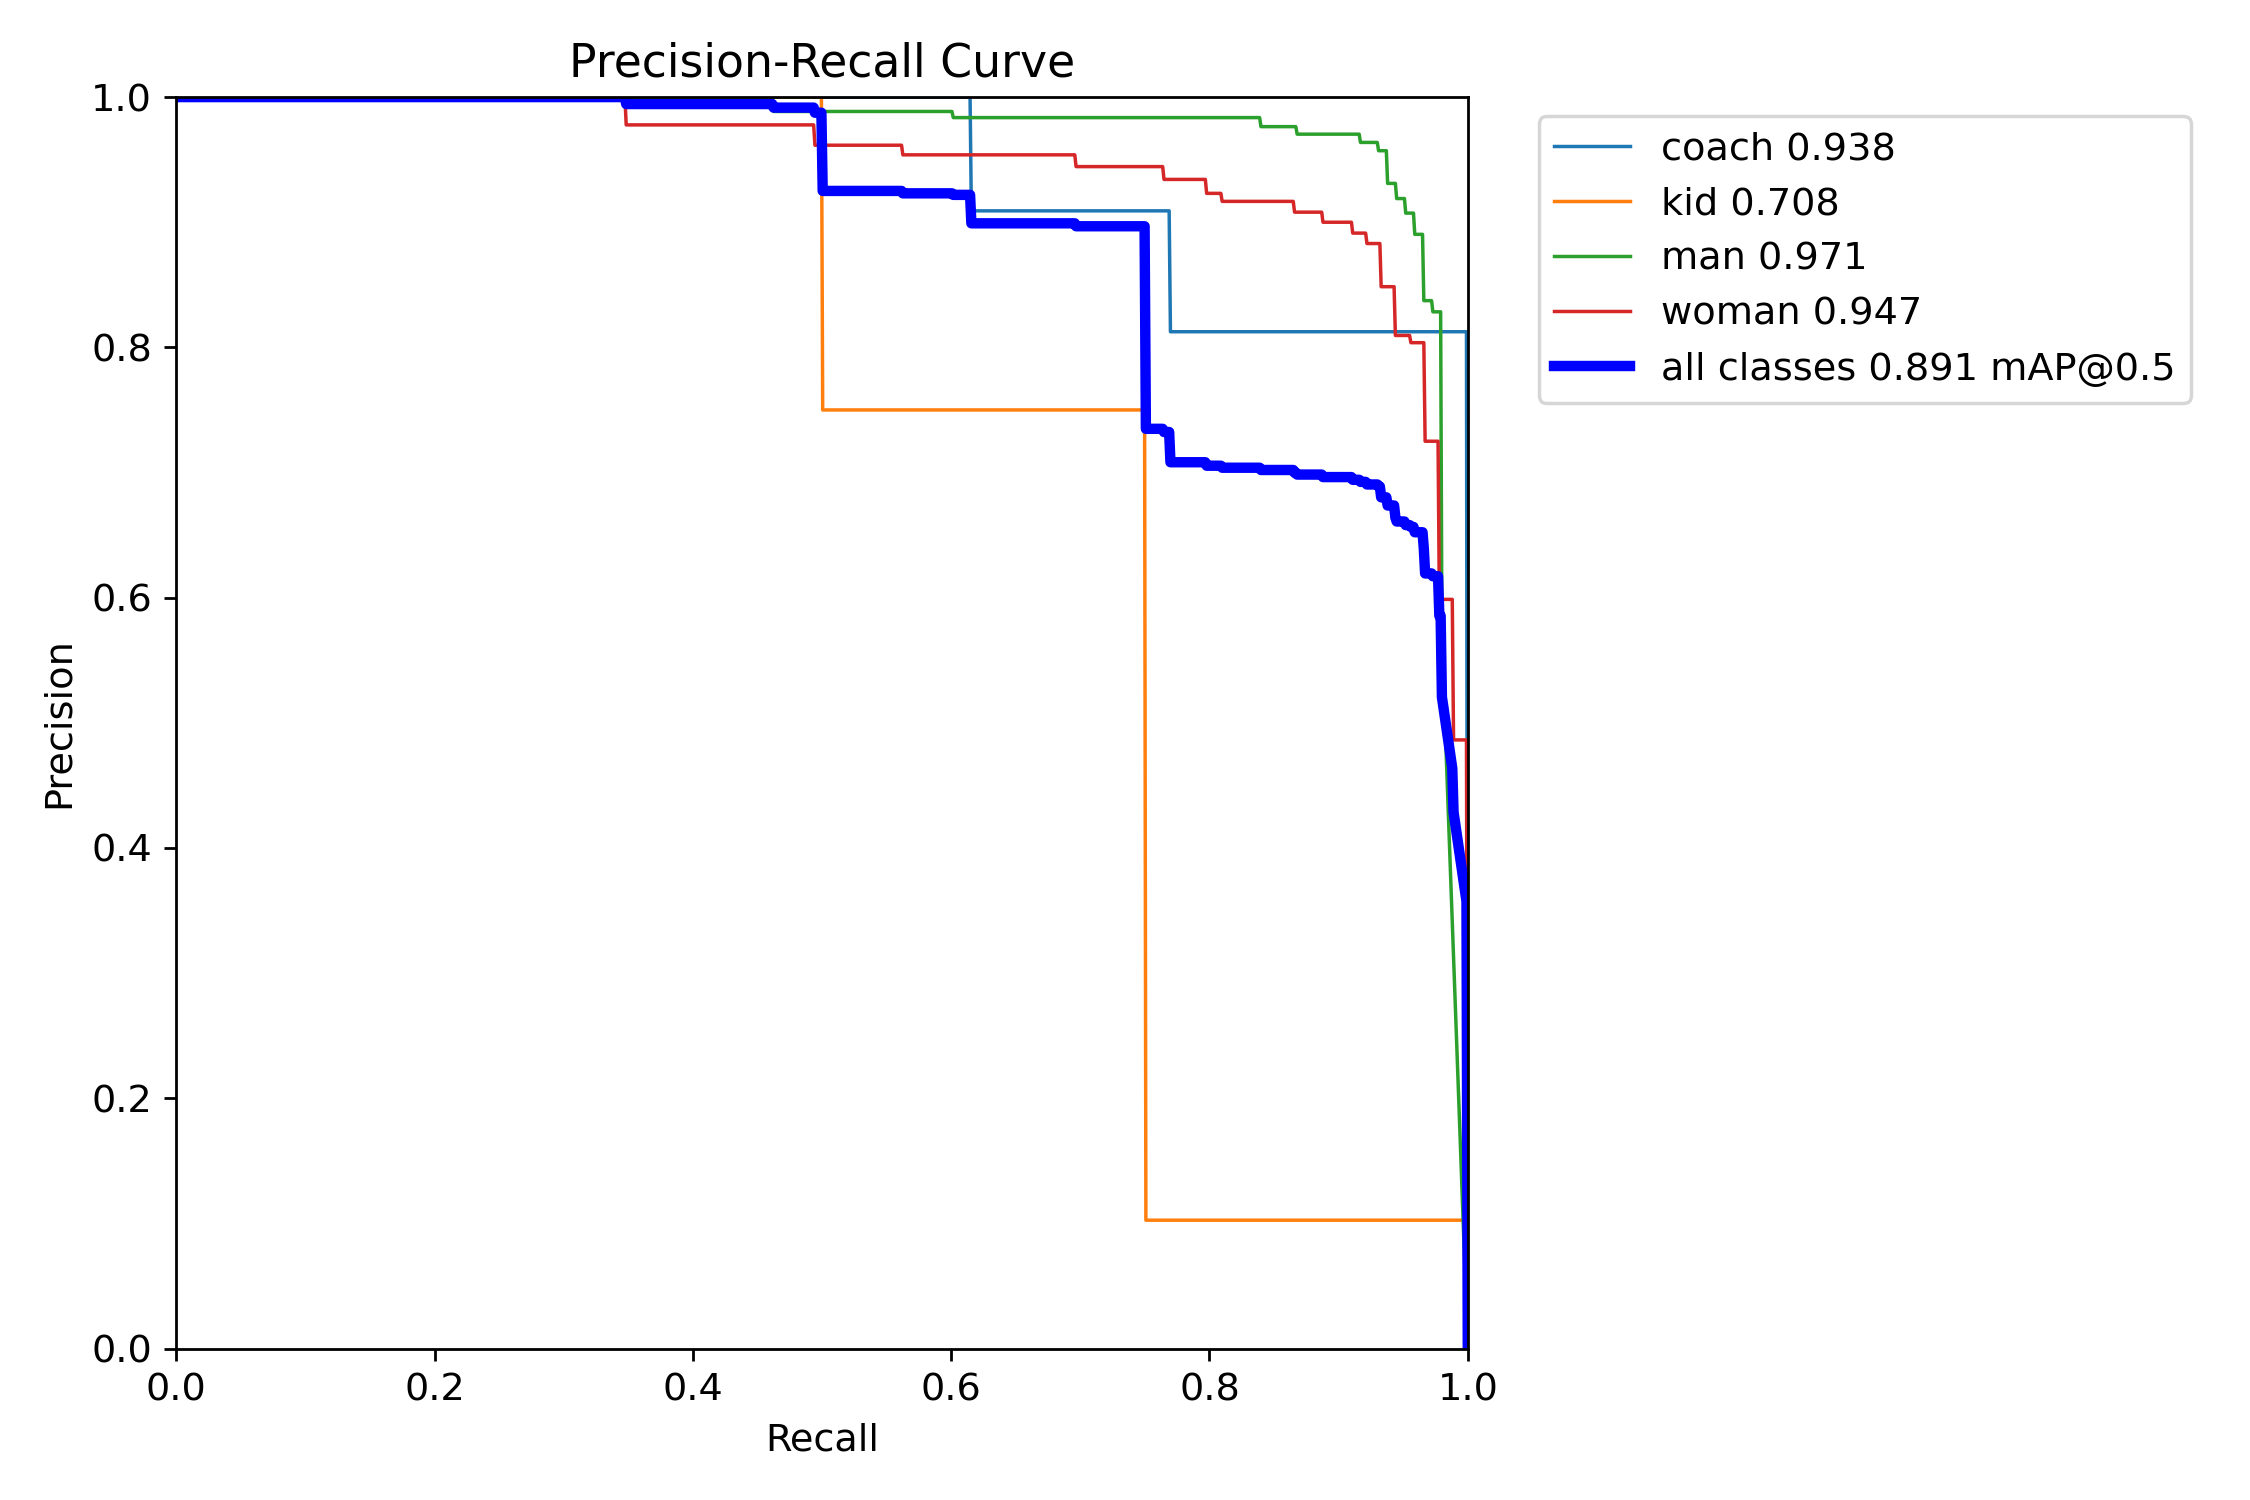 Precision-Recall Curve
1.0
0.8
0.6
0.4
0.2
0.0
Precision
0.0 0.2 0.4 0.6 0.8 1.0
Recall
coach 0.938
kid 0.708
man 0.971
woman 0.947
all classes 0.891 mAP@0.5